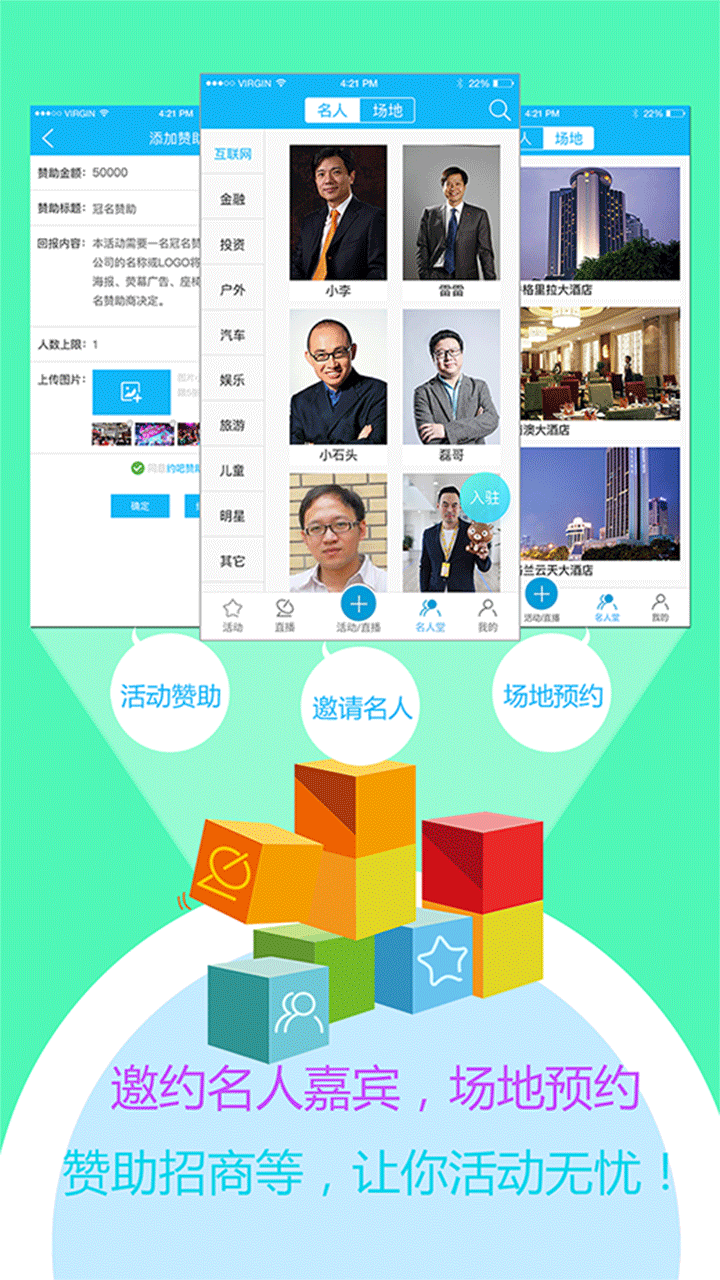 ●●●○○ VIRGIN 4:21 PM
添加赞助
赞助金额： 50000
赞助标题： 冠名赞助
回报内容： 本活动需要一名冠名赞
公司的名称或LOGO将
海报、荧幕广告、座椅
名赞助商决定。
人数上限： 1
上传图片：
同意约吧赞助
确定
●●●○○ VIRGIN 4:21 PM 22%
名人 场地
互联网
金融
投资
户外
汽车
娱乐
旅游
儿童
明星
其它
小李 雷雷
小石头 磊哥
入驻
活动 直播 活动/直播 名人堂 我的
4:21 PM 22%
人 场地
格里拉大酒店
澳大酒店
格兰云天大酒店
活动/直播 名人堂 我的
活动赞助 邀请名人 场地预约
邀约名人嘉宾，场地预约
赞助招商等，让你活动无忧！